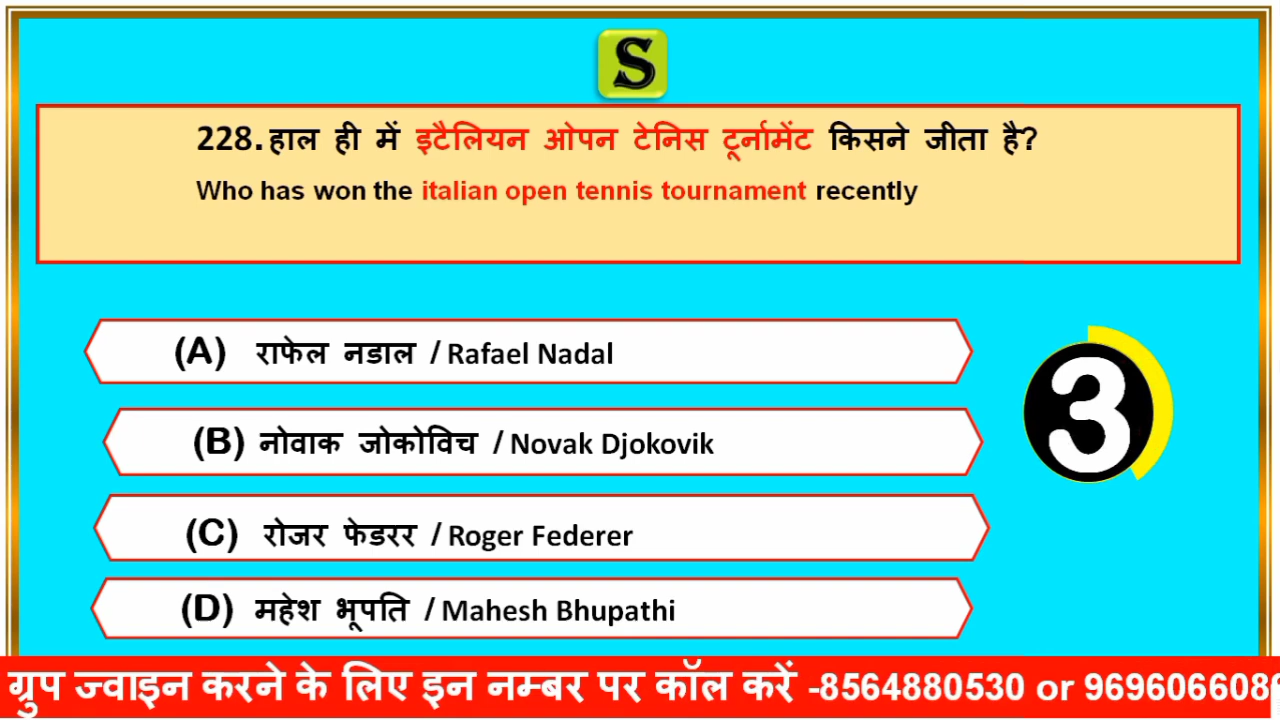 S
228. हाल ही में इटैलियन ओपन टेनिस टूर्नामेंट किसने जीता है?
Who has won the italian open tennis tournament recently
(A) राफेल नडाल / Rafael Nadal
(B) नोवाक जोकोविच / Novak Djokovik
3
(C) रोजर फेडरर / Roger Federer
(D) महेश भूपति / Mahesh Bhupathi
ग्रुप ज्वाइन करने के लिए इन नम्बर पर कॉल करें -8564880530 or 969606608